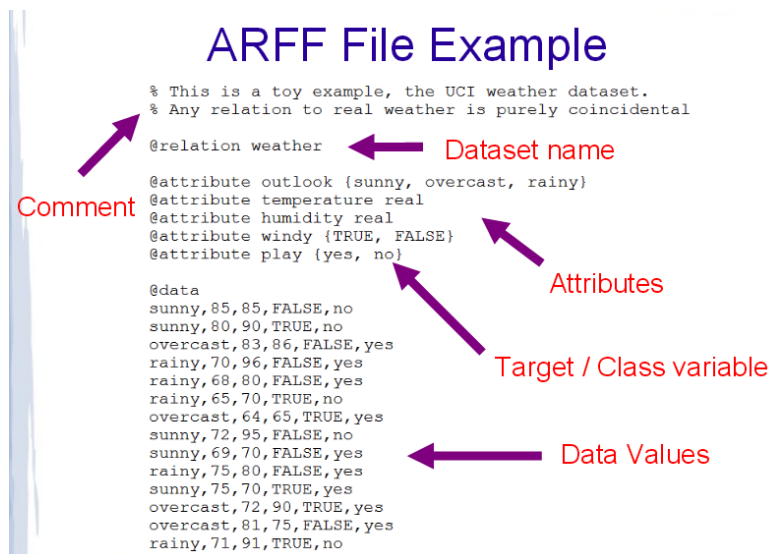 ARFF File Example
% This is a toy example, the UCI weather dataset.
% Any relation to real weather is purely coincidental
@relation weather
Dataset name
Comment
@attribute outlook {sunny, overcast, rainy}
@attribute temperature real
@attribute humidity real
@attribute windy {TRUE, FALSE}
@attribute play {yes, no}
Attributes
Target / Class variable
@data
sunny,85,85,FALSE,no
sunny,80,90,TRUE,no
overcast,83,86,FALSE,yes
rainy,70,96,FALSE,yes
rainy,68,80,FALSE,yes
rainy,65,70,TRUE,no
overcast,64,65,TRUE,yes
sunny,72,95,FALSE,no
sunny,69,70,FALSE,yes
rainy,75,80,FALSE,yes
sunny,75,70,TRUE,yes
overcast,72,90,TRUE,yes
overcast,81,75,FALSE,yes
rainy,71,91,TRUE,no
Data Values